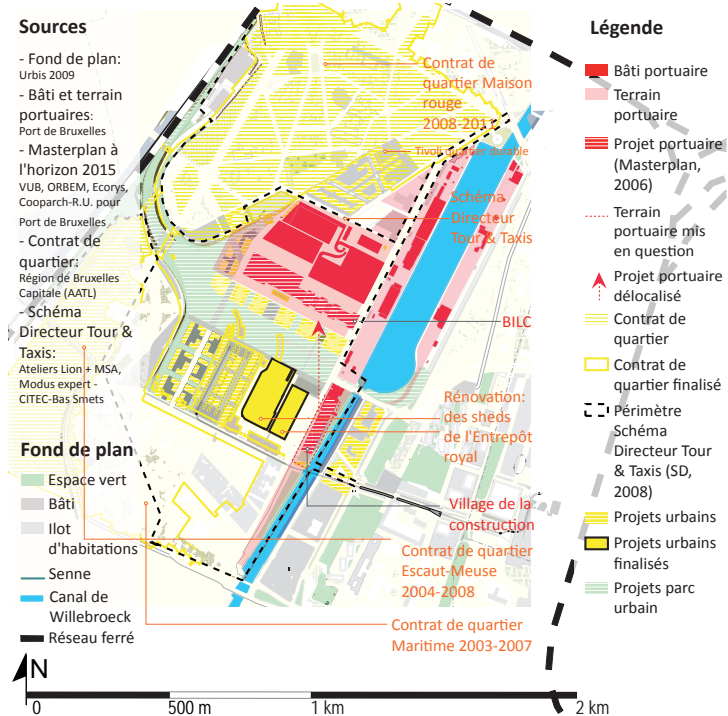 Sources
- Fond de plan:
Urbis 2009
- Bâti et terrain
portuaires:
Port de Bruxelles
- Masterplan à
l'horizon 2015
VUB, ORBEM, Ecorys,
Cooparch-R.U. pour
Port de Bruxelles
- Contrat de
quartier:
Région de Bruxelles
Capitale (AATL)
- Schéma
Directeur Tour &
Taxis:
Ateliers Lion + MSA,
Modus expert -
CITEC-Bas Smets
Fond de plan
Espace vert
Bâti
Ilot
d'habitations
Senne
Canal de
Willebroeck
Réseau ferré
Contrat de
quartier Maison
rouge
2008-2011
Tivoli quartier durable
Schéma
Directeur
Tour & Taxis
BILC
Rénovation:
des sheds
de l'Entrepôt
royal
Village de la
construction
Contrat de quartier
Escaut-Meuse
2004-2008
Contrat de quartier
Maritime 2003-2007
Légende
Bâti portuaire
Terrain
portuaire
Projet portuaire
(Masterplan,
2006)
Terrain
portuaire mis
en question
Projet portuaire
délocalisé
Contrat de
quartier
Contrat de
quartier finalisé
Périmètre
Schéma
Directeur Tour
& Taxis (SD,
2008)
Projets urbains
Projets urbains
finalisés
Projets parc
urbain
N
0 500 m 1 km 2 km